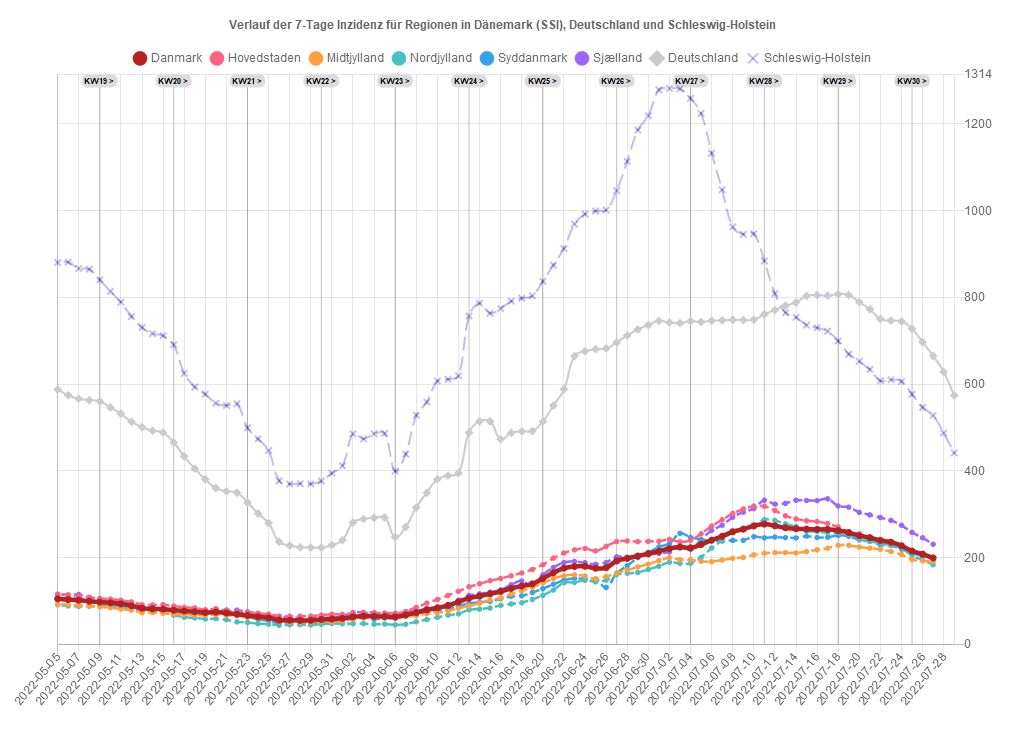 Verlauf der 7-Tage Inzidenz für Regionen in Dänemark (SSI), Deutschland und Schleswig-Holstein
Danmark Hovedstaden Midtjylland Nordjylland Syddanmark Sjælland Deutschland Schleswig-Holstein
KW19 > KW20 > KW21 > KW22 > KW23 > KW24 > KW25 > KW26 > KW27 > KW28 > KW29 > KW30 >
1314
1200
1000
800
600
400
200
0
2022-05-05 2022-05-07 2022-05-09 2022-05-11 2022-05-13 2022-05-15 2022-05-17 2022-05-19 2022-05-21 2022-05-23 2022-05-25 2022-05-27 2022-05-29 2022-05-31 2022-06-02 2022-06-04 2022-06-06 2022-06-08 2022-06-10 2022-06-12 2022-06-14 2022-06-16 2022-06-18 2022-06-20 2022-06-22 2022-06-24 2022-06-26 2022-06-28 2022-06-30 2022-07-02 2022-07-04 2022-07-06 2022-07-08 2022-07-10 2022-07-12 2022-07-14 2022-07-16 2022-07-18 2022-07-20 2022-07-22 2022-07-24 2022-07-26 2022-07-28